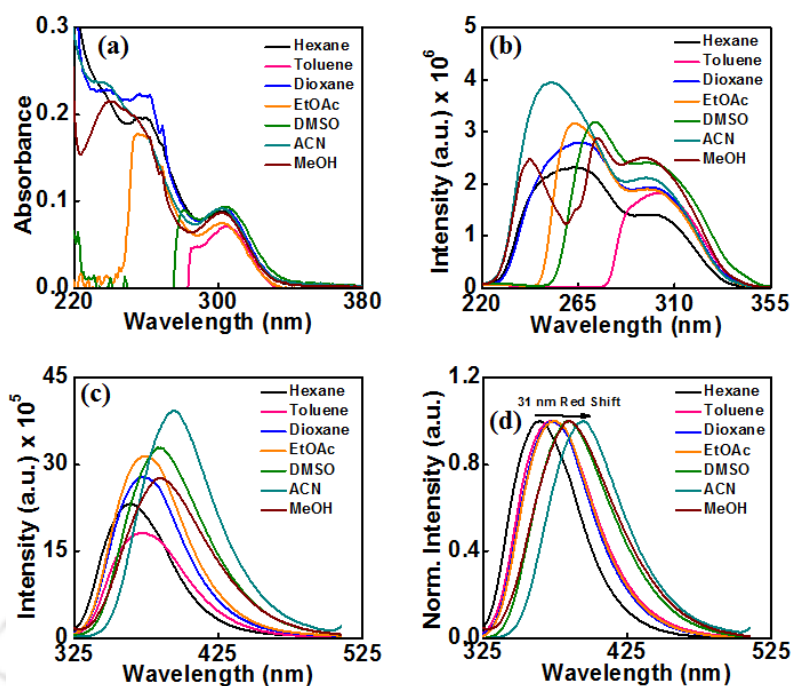 0.3
0.2
0.1
0.0
220
300
380
Absorbance
Wavelength (nm)
(a)
Hexane
Toluene
Dioxane
EtOAc
DMSO
ACN
MeOH
5
4
3
2
1
0
220
265
310
355
Intensity (a.u.) x 10⁶
Wavelength (nm)
(b)
Hexane
Toluene
Dioxane
EtOAc
DMSO
ACN
MeOH
45
30
15
0
325
425
525
Intensity (a.u.) x 10⁵
Wavelength (nm)
(c)
Hexane
Toluene
Dioxane
EtOAc
DMSO
ACN
MeOH
1.2
0.8
0.4
0.0
325
425
525
Norm. Intensity (a.u.)
Wavelength (nm)
31 nm Red Shift
(d)
Hexane
Toluene
Dioxane
EtOAc
DMSO
ACN
MeOH